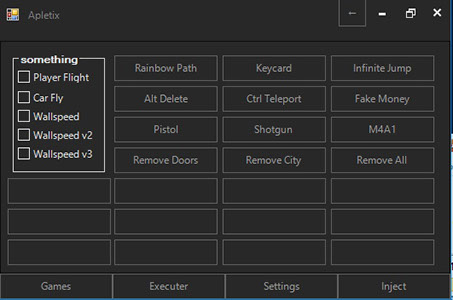 Apletix
something
Player Flight
Car Fly
Wallspeed
Wallspeed v2
Wallspeed v3
Rainbow Path Keycard Infinite Jump
Alt Delete Ctrl Teleport Fake Money
Pistol Shotgun M4A1
Remove Doors Remove City Remove All
Games Executer Settings Inject